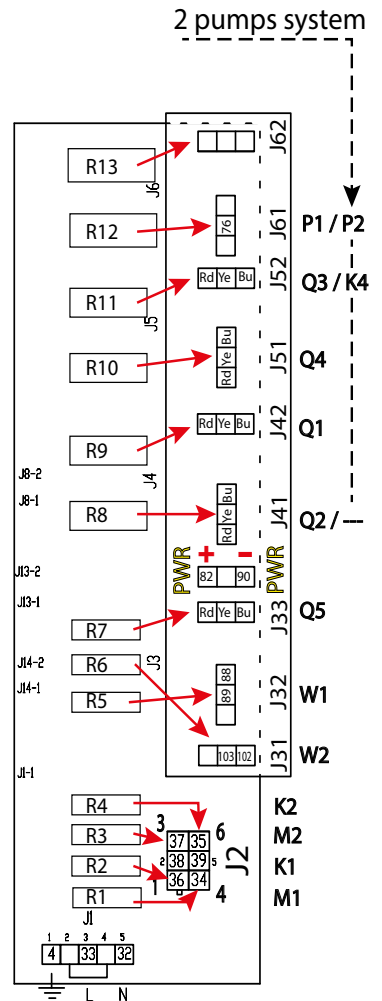 2 pumps system
R13 J62
J6
R12 76 J61 P1 / P2
R11 Rd Ye Bu J52 Q3 / K4
J5
R10 Rd Ye Bu J51 Q4
R9 Rd Ye Bu J42 Q1
J8-2 J4
J8-1 R8 Rd Ye Bu J41 Q2 / ---
PWR + - PWR
J13-2 82 90
J13-1 R7 Rd Ye Bu J33 Q5
J14-2 R6 J3
J14-1 R5 89 88 J32 W1
J1-1 103 102 J31 W2
R4 K2
R3 3 37 35 6 M2
R2 2 38 39 5 J2 K1
R1 1 36 34 4 M1
J1
1 2 3 4 5
4 33 32
L N